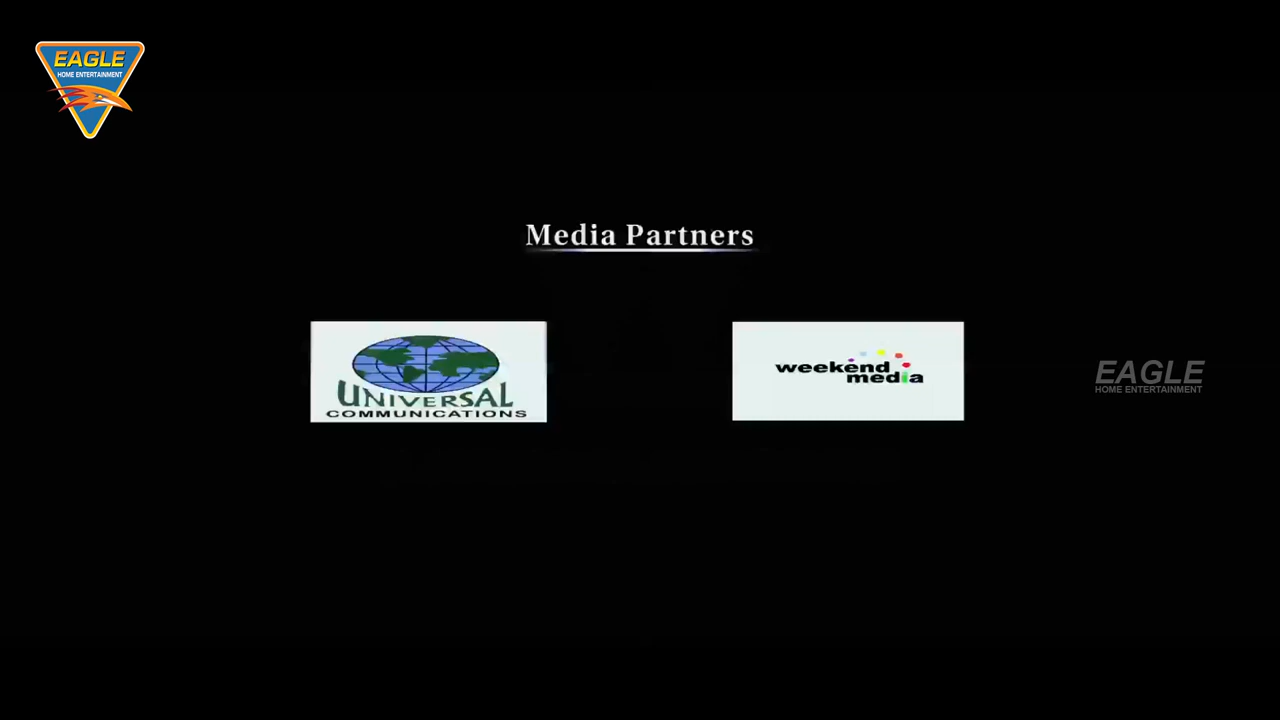 EAGLE
HOME ENTERTAINMENT
Media Partners
UNIVERSAL
COMMUNICATIONS
weekend
media
EAGLE
HOME ENTERTAINMENT